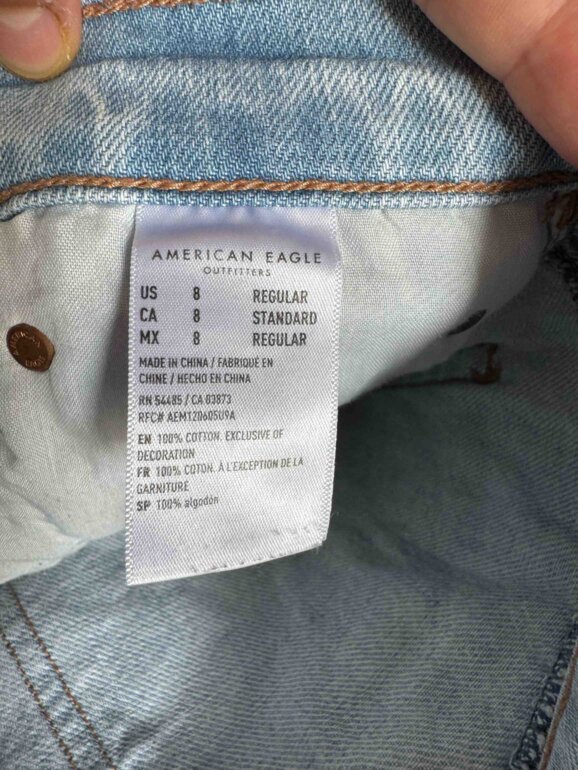 AMERICAN EAGLE
OUTFITTERS
US 8 REGULAR
CA 8 STANDARD
MX 8 REGULAR
MADE IN CHINA / FABRIQUÉ EN
CHINE / HECHO EN CHINA
RN 54485 / CA 03873
RFC# AEM120605U9A
EN 100% COTTON. EXCLUSIVE OF
DECORATION
FR 100% COTON. À L'EXCEPTION DE LA
GARNITURE
SP 100% algodón